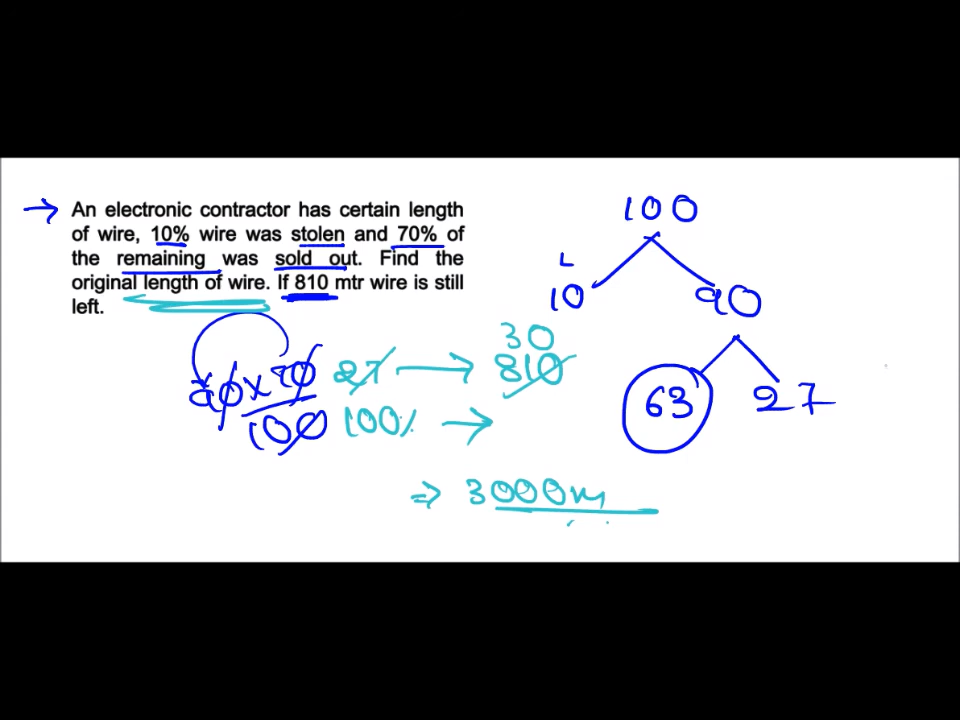 → An electronic contractor has certain length
of wire, 10% wire was stolen and 70% of
the remaining was sold out. Find the
original length of wire. If 810 mtr wire is still
left.
100
10 90
63 27
90 x 70
100
27 → 810
30
100% →
⇒ 3000m